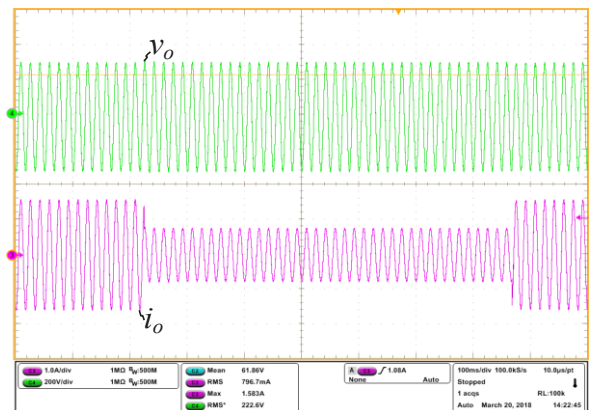 vo
4
3
io
C3 1.0A/div 1MΩ BW:500M
C4 200V/div 1MΩ BW:500M
Mean 61.86V
C3 RMS 796.7mA
C3 Max 1.583A
C4 RMS* 222.6V
A C3 1.08A
None Auto
100ms/div 100.0kS/s 10.0µs/pt
Stopped
1 acqs RL:100k
Auto March 20, 2018 14:22:45